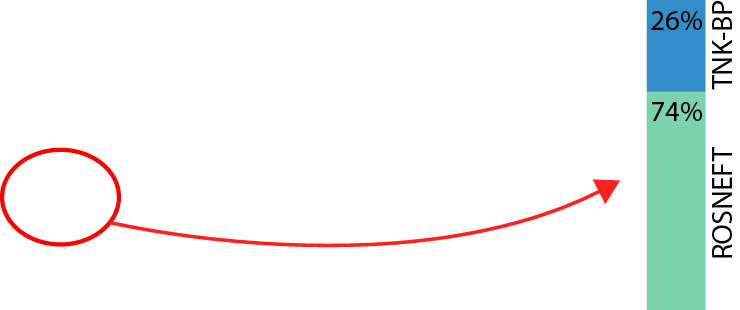 26%
TNK-BP
74%
ROSNEFT